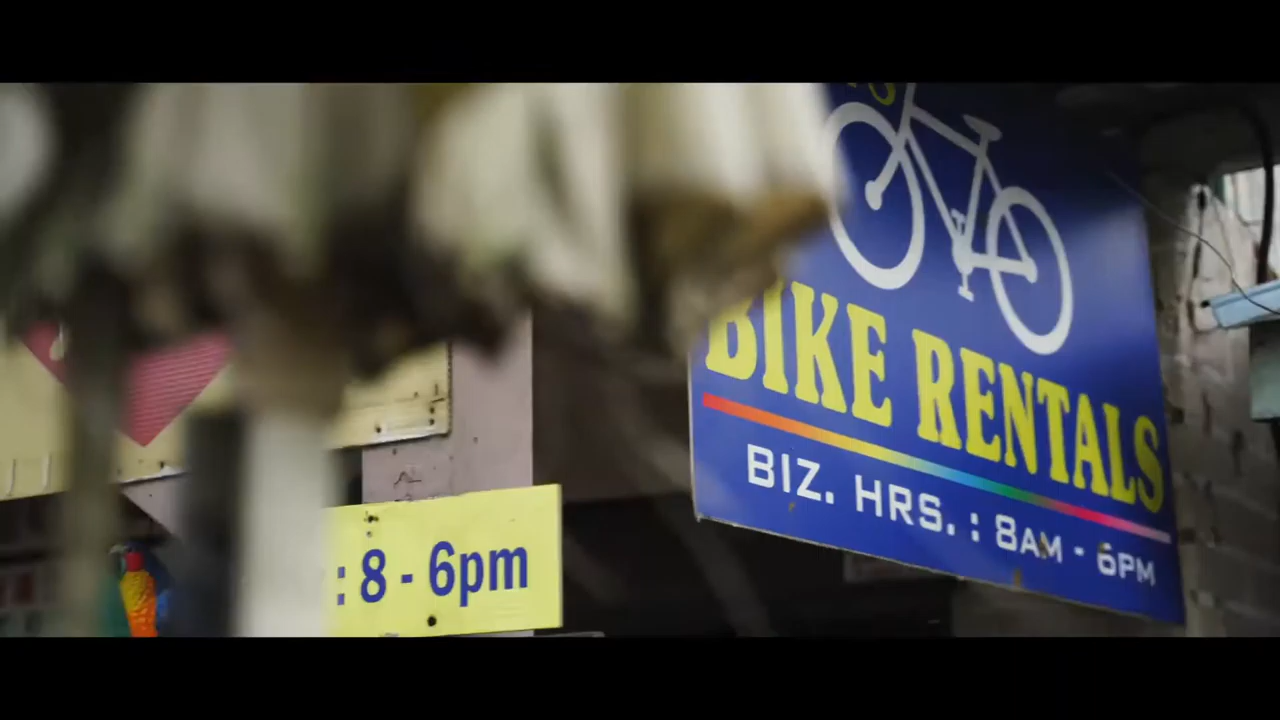 BIKE RENTALS
BIZ. HRS. : 8AM - 6PM
: 8 - 6pm